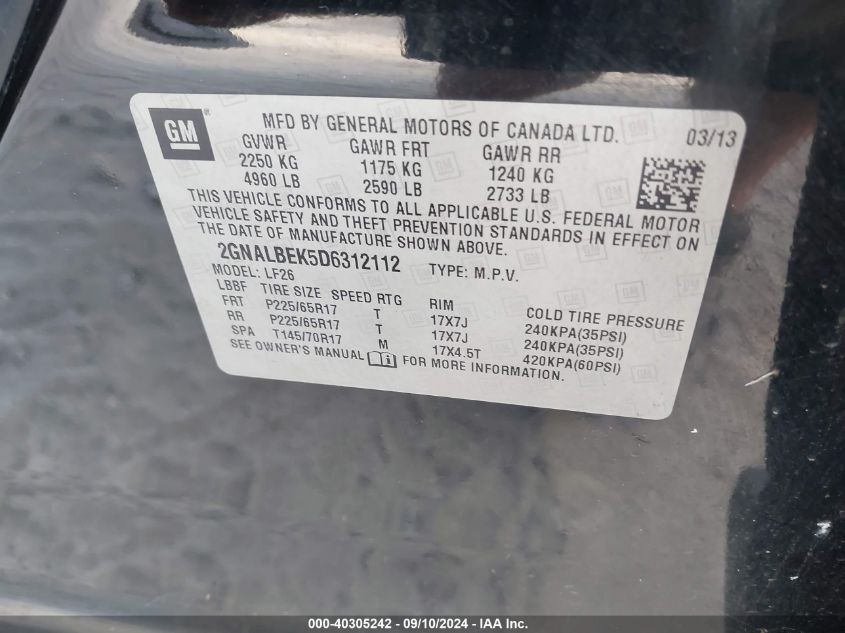 GM ®
MFD BY GENERAL MOTORS OF CANADA LTD. 03/13
GVWR GAWR FRT GAWR RR
2250 KG 1175 KG 1240 KG
4960 LB 2590 LB 2733 LB
THIS VEHICLE CONFORMS TO ALL APPLICABLE U.S. FEDERAL MOTOR
VEHICLE SAFETY AND THEFT PREVENTION STANDARDS IN EFFECT ON
THE DATE OF MANUFACTURE SHOWN ABOVE.
2GNALBEK5D6312112 TYPE: M.P.V.
MODEL: LF26
LBBF TIRE SIZE SPEED RTG RIM COLD TIRE PRESSURE
FRT P225/65R17 T 17X7J 240KPA(35PSI)
RR P225/65R17 T 17X7J 240KPA(35PSI)
SPA T145/70R17 M 17X4.5T 420KPA(60PSI)
SEE OWNER'S MANUAL FOR MORE INFORMATION.
000-40305242 - 09/10/2024 - IAA Inc.